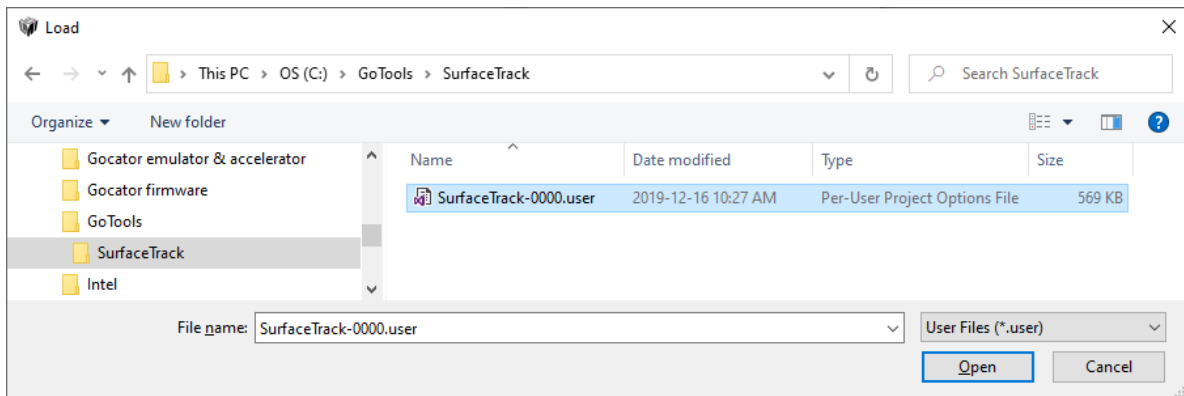 Load
This PC > OS (C:) > GoTools > SurfaceTrack
Search SurfaceTrack
Organize
New folder
?
Gocator emulator & accelerator
Gocator firmware
GoTools
SurfaceTrack
Intel
Name Date modified Type Size
SurfaceTrack-0000.user 2019-12-16 10:27 AM Per-User Project Options File 569 KB
File name: SurfaceTrack-0000.user
User Files (*.user)
Open Cancel